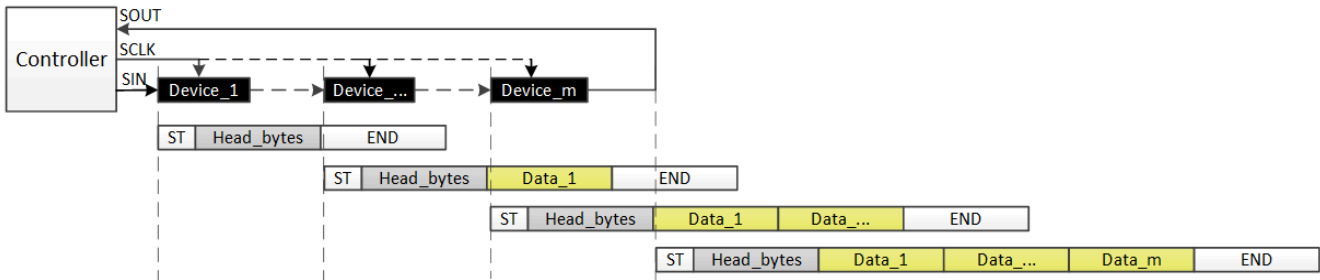 SOUT
Controller
SCLK
SIN
Device_1 Device_... Device_m
ST Head_bytes END
ST Head_bytes Data_1 END
ST Head_bytes Data_1 Data_... END
ST Head_bytes Data_1 Data_... Data_m END